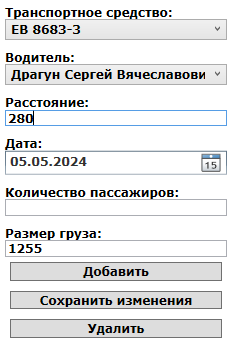 Транспортное средство:
ЕВ 8683-3
Водитель:
Драгун Сергей Вячеславови
Расстояние:
280
Дата:
05.05.2024
15
Количество пассажиров:
Размер груза:
1255
Добавить
Сохранить изменения
Удалить